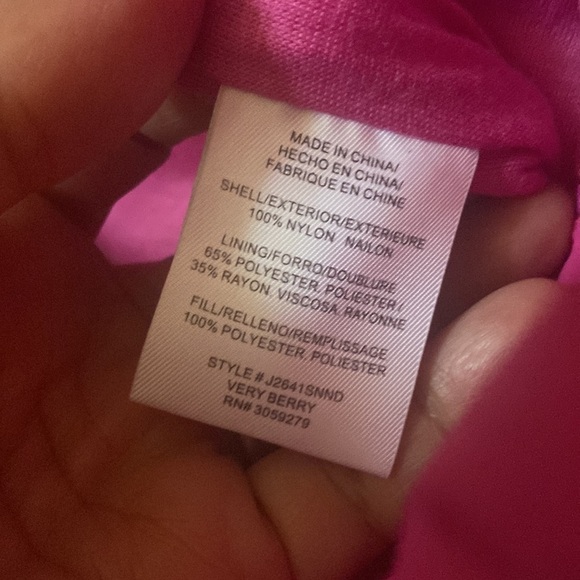 MADE IN CHINA/
HECHO EN CHINA/
FABRIQUE EN CHINE
SHELL/EXTERIOR/EXTERIEURE
100% NYLON NAILON
LINING/FORRO/DOUBLURE
65% POLYESTER POLIESTER/
35% RAYON VISCOSA RAYONNE
FILL/RELLENO/REMPLISSAGE
100% POLYESTER POLIESTER
STYLE # J2641SNND
VERY BERRY
RN# 3059279